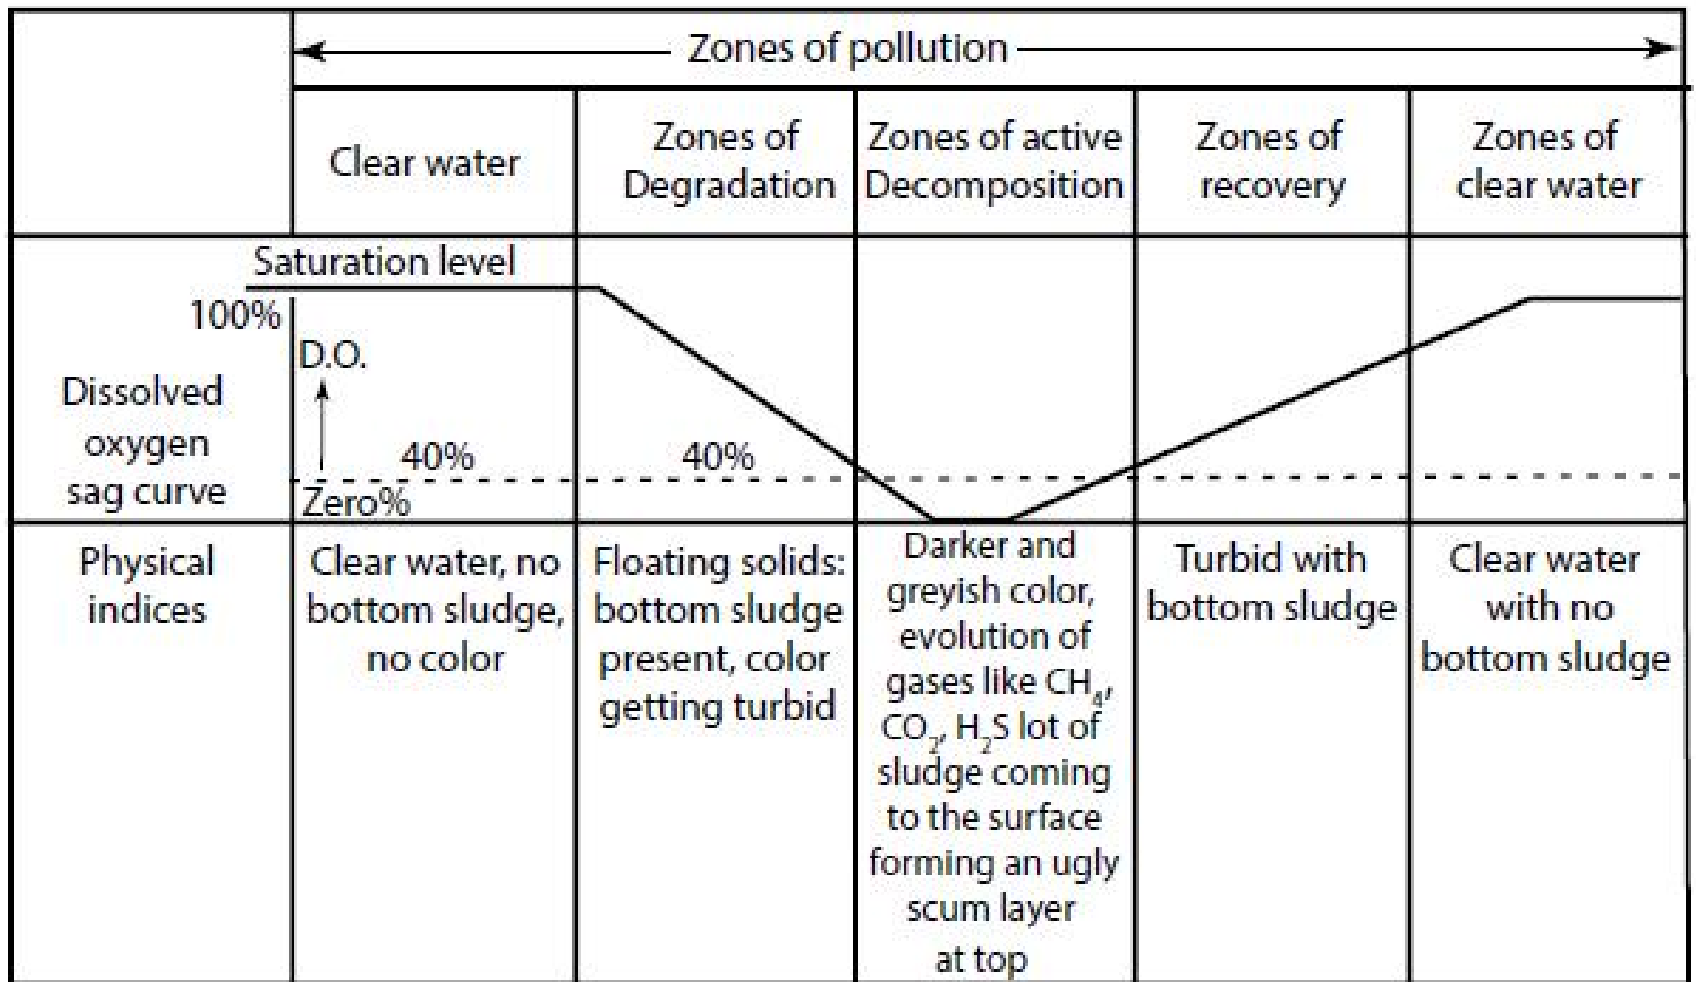 Zones of pollution
Clear water
Zones of
Degradation
Zones of active
Decomposition
Zones of
recovery
Zones of
clear water
Saturation level
100%
D.O.
Dissolved
oxygen
sag curve
40%
40%
Zero%
Physical
indices
Clear water, no
bottom sludge,
no color
Floating solids:
bottom sludge
present, color
getting turbid
Darker and
greyish color,
evolution of
gases like CH₄,
CO₂, H₂S lot of
sludge coming
to the surface
forming an ugly
scum layer
at top
Turbid with
bottom sludge
Clear water
with no
bottom sludge